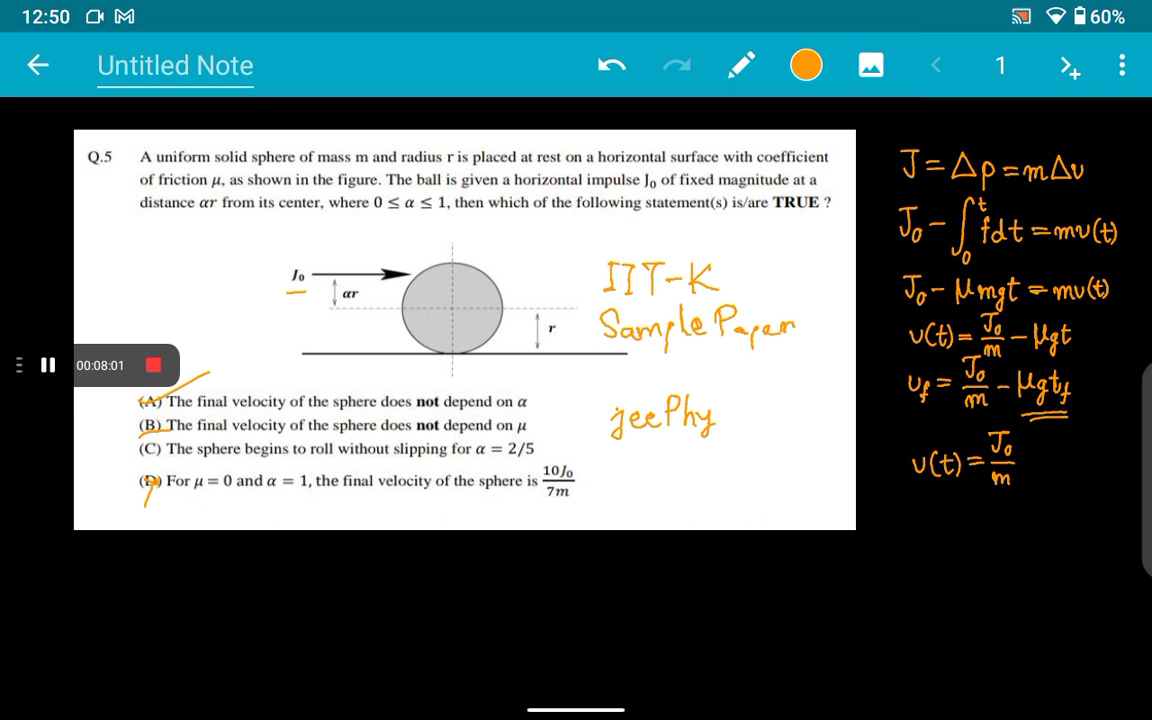 12:50
60%
Untitled Note
1
Q.5 A uniform solid sphere of mass m and radius r is placed at rest on a horizontal surface with coefficient
of friction μ, as shown in the figure. The ball is given a horizontal impulse J₀ of fixed magnitude at a
distance αr from its center, where 0 ≤ α ≤ 1, then which of the following statement(s) is/are TRUE ?
J₀
αr
r
IIT-K
Sample Paper
jeePhy
00:08:01
(A) The final velocity of the sphere does not depend on α
(B) The final velocity of the sphere does not depend on μ
(C) The sphere begins to roll without slipping for α = 2/5
(D) For μ = 0 and α = 1, the final velocity of the sphere is 10J₀/7m
J = Δp = mΔv
J₀ - ∫₀ᵗ fdt = mv(t)
J₀ - μmgt = mv(t)
v(t) = J₀/m - μgt
v_f = J₀/m - μgt_f
v(t) = J₀/m